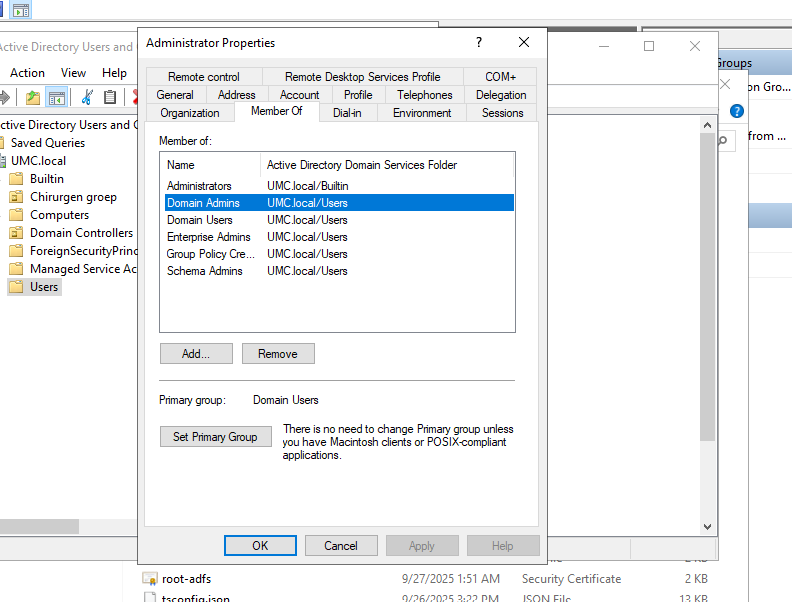 Active Directory Users and
Administrator Properties
?
Action View Help
Remote control Remote Desktop Services Profile COM+
General Address Account Profile Telephones Delegation
Organization Member Of Dial-in Environment Sessions
Member of:
Name Active Directory Domain Services Folder
Administrators UMC.local/Builtin
Domain Admins UMC.local/Users
Domain Users UMC.local/Users
Enterprise Admins UMC.local/Users
Group Policy Cre... UMC.local/Users
Schema Admins UMC.local/Users
Add... Remove
Primary group: Domain Users
Set Primary Group
There is no need to change Primary group unless
you have Macintosh clients or POSIX-compliant
applications.
OK Cancel Apply Help
ctive Directory Users and C
Saved Queries
UMC.local
Builtin
Chirurgen groep
Computers
Domain Controllers
ForeignSecurityPrinc
Managed Service Ac
Users
Groups
on Gro...
?
from ...
root-adfs 9/27/2025 1:51 AM Security Certificate 2 KB
tsconfig.json 9/26/2025 3:22 PM JSON File 13 KB